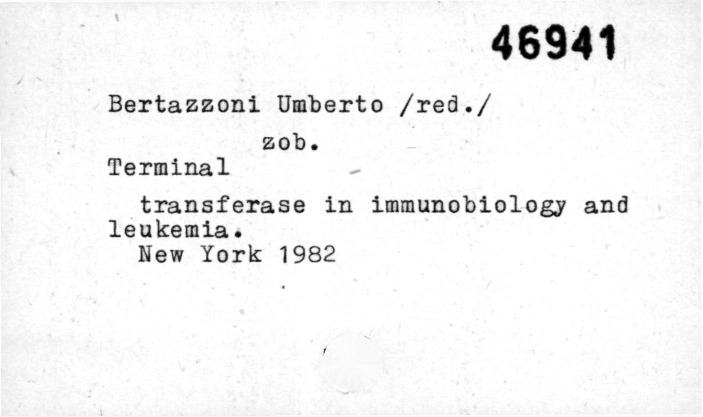 46941
Bertazzoni Umberto /red./
zob.
Terminal
transferase in immunobiology and
leukemia.
New York 1982